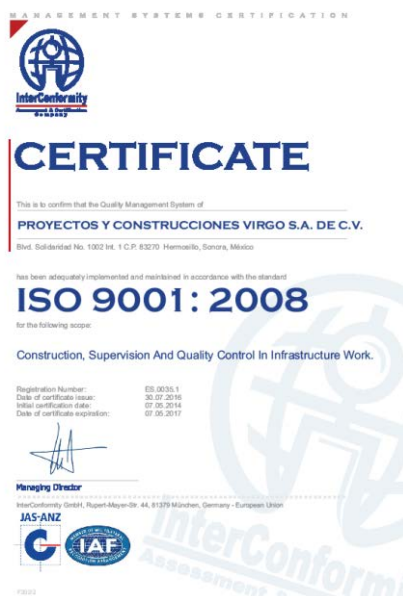 MANAGEMENT SYSTEMS CERTIFICATION
InterConformity
Assessment & Certification
Company
CERTIFICATE
This is to confirm that the Quality Management System of
PROYECTOS Y CONSTRUCCIONES VIRGO S.A. DE C.V.
Blvd. Solidaridad No. 1002 Int. 1 C.P. 83270 Hermosillo, Sonora, México
has been adequately implemented and maintained in accordance with the standard
ISO 9001: 2008
for the following scope:
Construction, Supervision And Quality Control In Infrastructure Work.
Registration Number: ES.0035.1
Date of certificate issue: 30.07.2016
Initial certification date: 07.05.2014
Date of certificate expiration: 07.05.2017
Managing Director
InterConformity GmbH, Rupert-Mayer-Str. 44, 81379 München, Germany - European Union
JAS-ANZ
IAF
InterConformity
Assessment